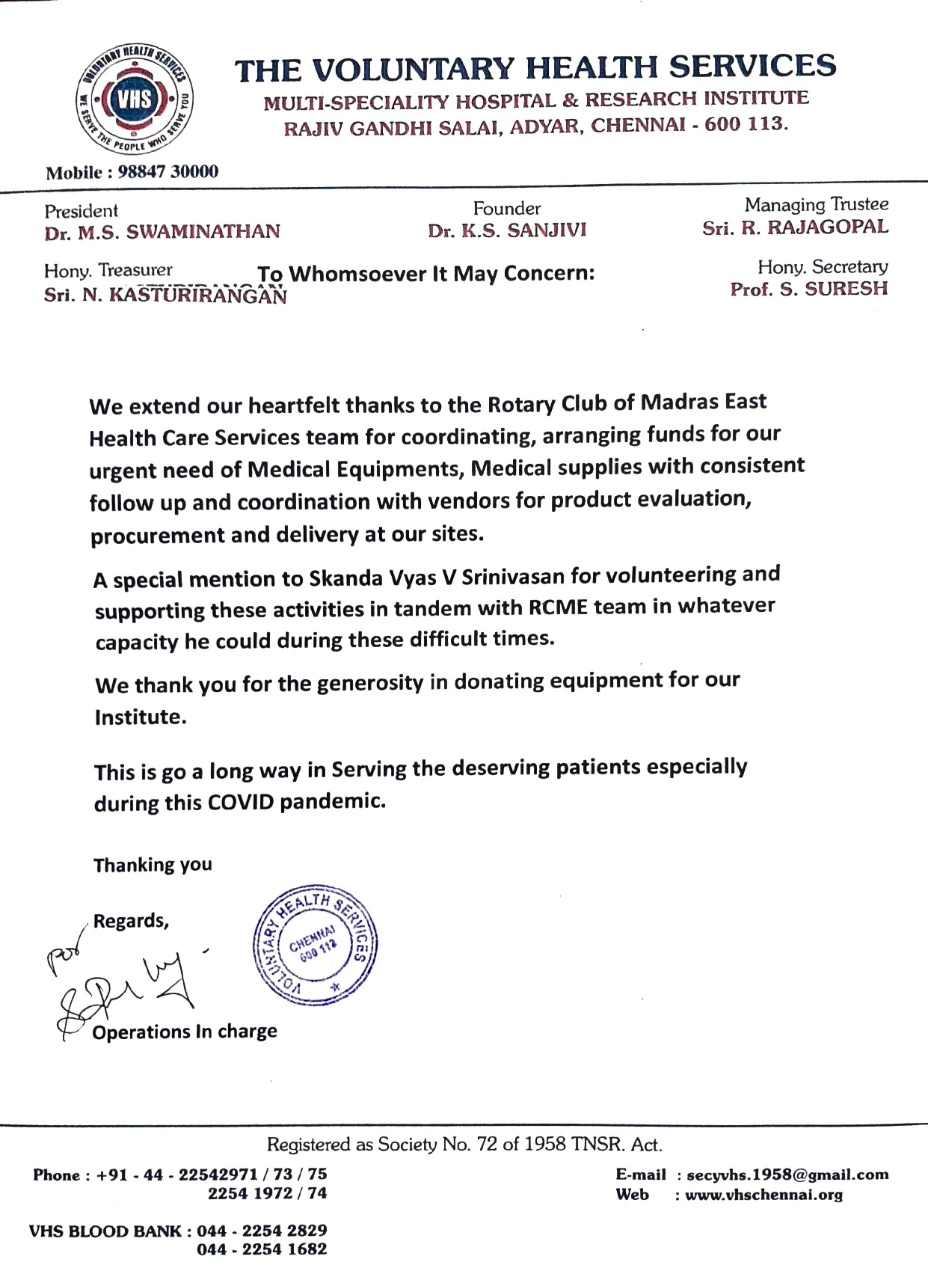 VOLUNTARY HEALTH SERVICES
VHS
WE SERVE THE PEOPLE WHO SERVE YOU
THE VOLUNTARY HEALTH SERVICES
MULTI-SPECIALITY HOSPITAL & RESEARCH INSTITUTE
RAJIV GANDHI SALAI, ADYAR, CHENNAI - 600 113.
Mobile : 98847 30000
President
Dr. M.S. SWAMINATHAN
Founder
Dr. K.S. SANJIVI
Managing Trustee
Sri. R. RAJAGOPAL
Hony. Treasurer
Sri. N. KASTURIRANGAN
To Whomsoever It May Concern:
Hony. Secretary
Prof. S. SURESH
We extend our heartfelt thanks to the Rotary Club of Madras East
Health Care Services team for coordinating, arranging funds for our
urgent need of Medical Equipments, Medical supplies with consistent
follow up and coordination with vendors for product evaluation,
procurement and delivery at our sites.
A special mention to Skanda Vyas V Srinivasan for volunteering and
supporting these activities in tandem with RCME team in whatever
capacity he could during these difficult times.
We thank you for the generosity in donating equipment for our
Institute.
This is go a long way in Serving the deserving patients especially
during this COVID pandemic.
Thanking you
Regards,
VOLUNTARY HEALTH SERVICES
CHENNAI
600 113
Operations In charge
Registered as Society No. 72 of 1958 TNSR. Act.
Phone : +91 - 44 - 22542971 / 73 / 75
2254 1972 / 74
E-mail : secyvhs.1958@gmail.com
Web : www.vhschennai.org
VHS BLOOD BANK : 044 - 2254 2829
044 - 2254 1682